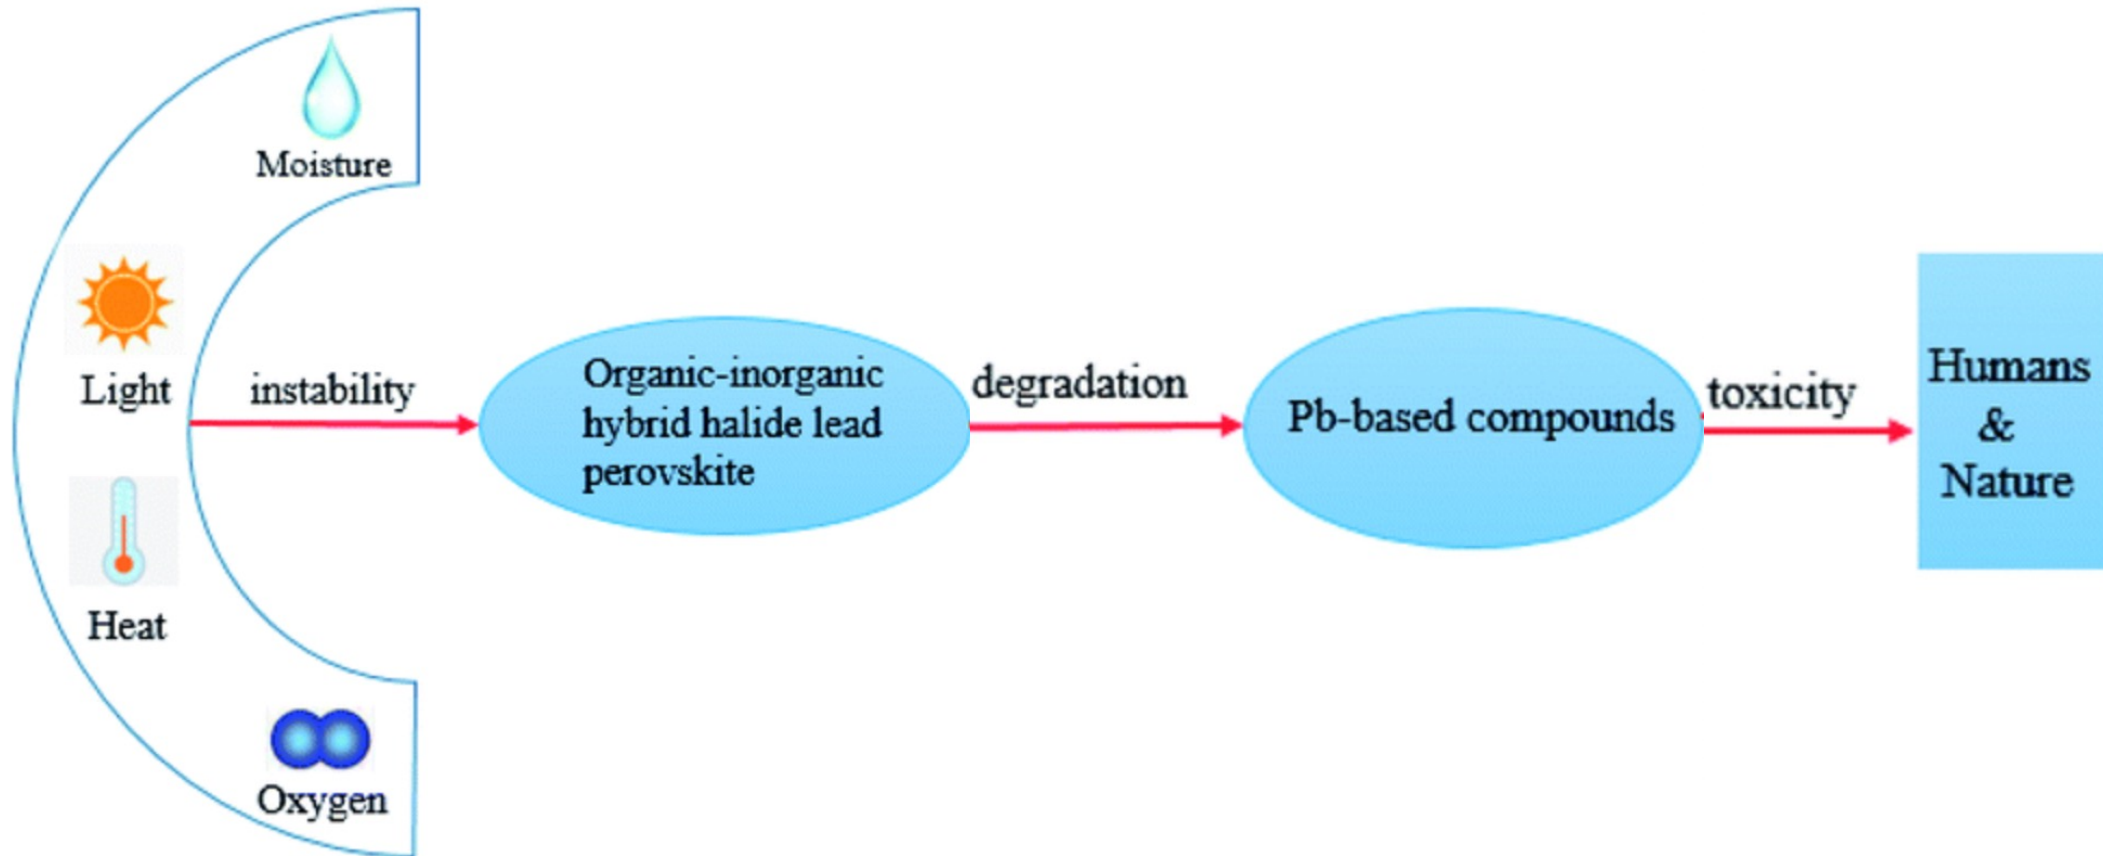 Moisture
Light
Heat
Oxygen
instability
Organic-inorganic
hybrid halide lead
perovskite
degradation
Pb-based compounds
toxicity
Humans
&
Nature